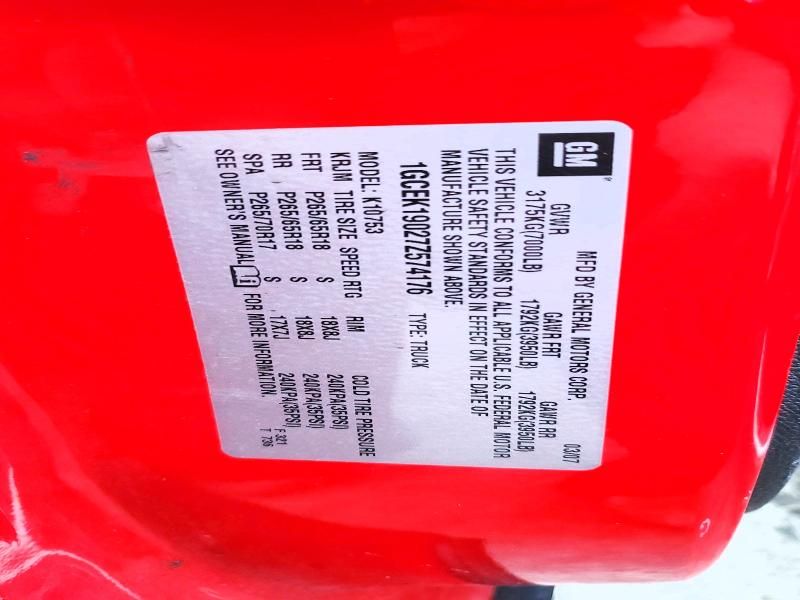 GM
MFD BY GENERAL MOTORS CORP. 03/07
GVWR GAWR FRT GAWR RR
3175KG(7000LB) 1792KG(3950LB) 1792KG(3950LB)
THIS VEHICLE CONFORMS TO ALL APPLICABLE U.S. FEDERAL MOTOR
VEHICLE SAFETY STANDARDS IN EFFECT ON THE DATE OF
MANUFACTURE SHOWN ABOVE.
1GCEK19027Z574176 TYPE: TRUCK
MODEL: K10753
KRJM TIRE SIZE SPEED RTG RIM COLD TIRE PRESSURE
FRT P265/65R18 S 18X8J 240KPA(35PSI)
RR P265/65R18 S 18X8J 240KPA(35PSI)
SPA P265/70R17 S 17X7J 240KPA(35PSI)
SEE OWNER'S MANUAL FOR MORE INFORMATION. F 321
T 736